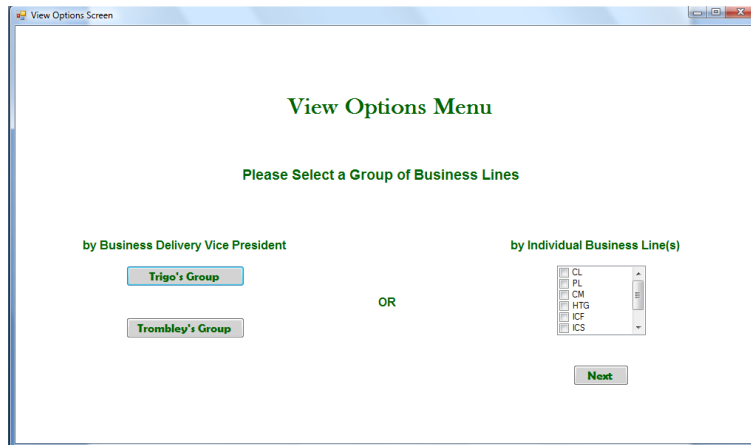 View Options Screen
View Options Menu
Please Select a Group of Business Lines
by Business Delivery Vice President
Trigo's Group
Trombley's Group
OR
by Individual Business Line(s)
CL
PL
CM
HTG
ICF
ICS
Next